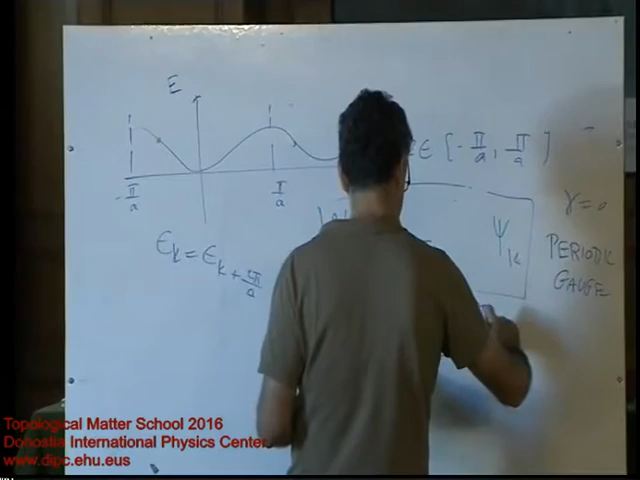 E
∈ [-π/a, π/a]
-π/a
π/a
γ=0
ψ_k
PERIODIC
GAUGE
ϵ_k = ϵ_{k+2π/a}
Topological Matter School 2016
Donostia International Physics Center
www.dipc.ehu.eus